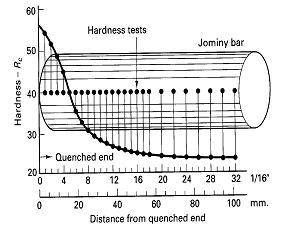 60
Hardness tests
Jominy bar
50
Hardness – Rc
40
30
Quenched end
20
0 4 8 12 16 20 24 28 32 1/16"
0 20 40 60 80 100 mm.
Distance from quenched end